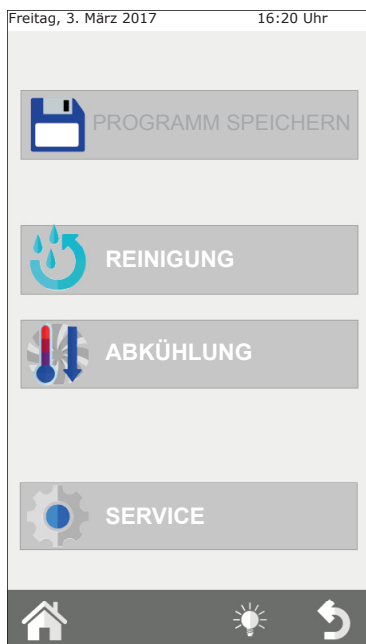 Freitag, 3. März 2017 16:20 Uhr
PROGRAMM SPEICHERN
REINIGUNG
ABKÜHLUNG
SERVICE